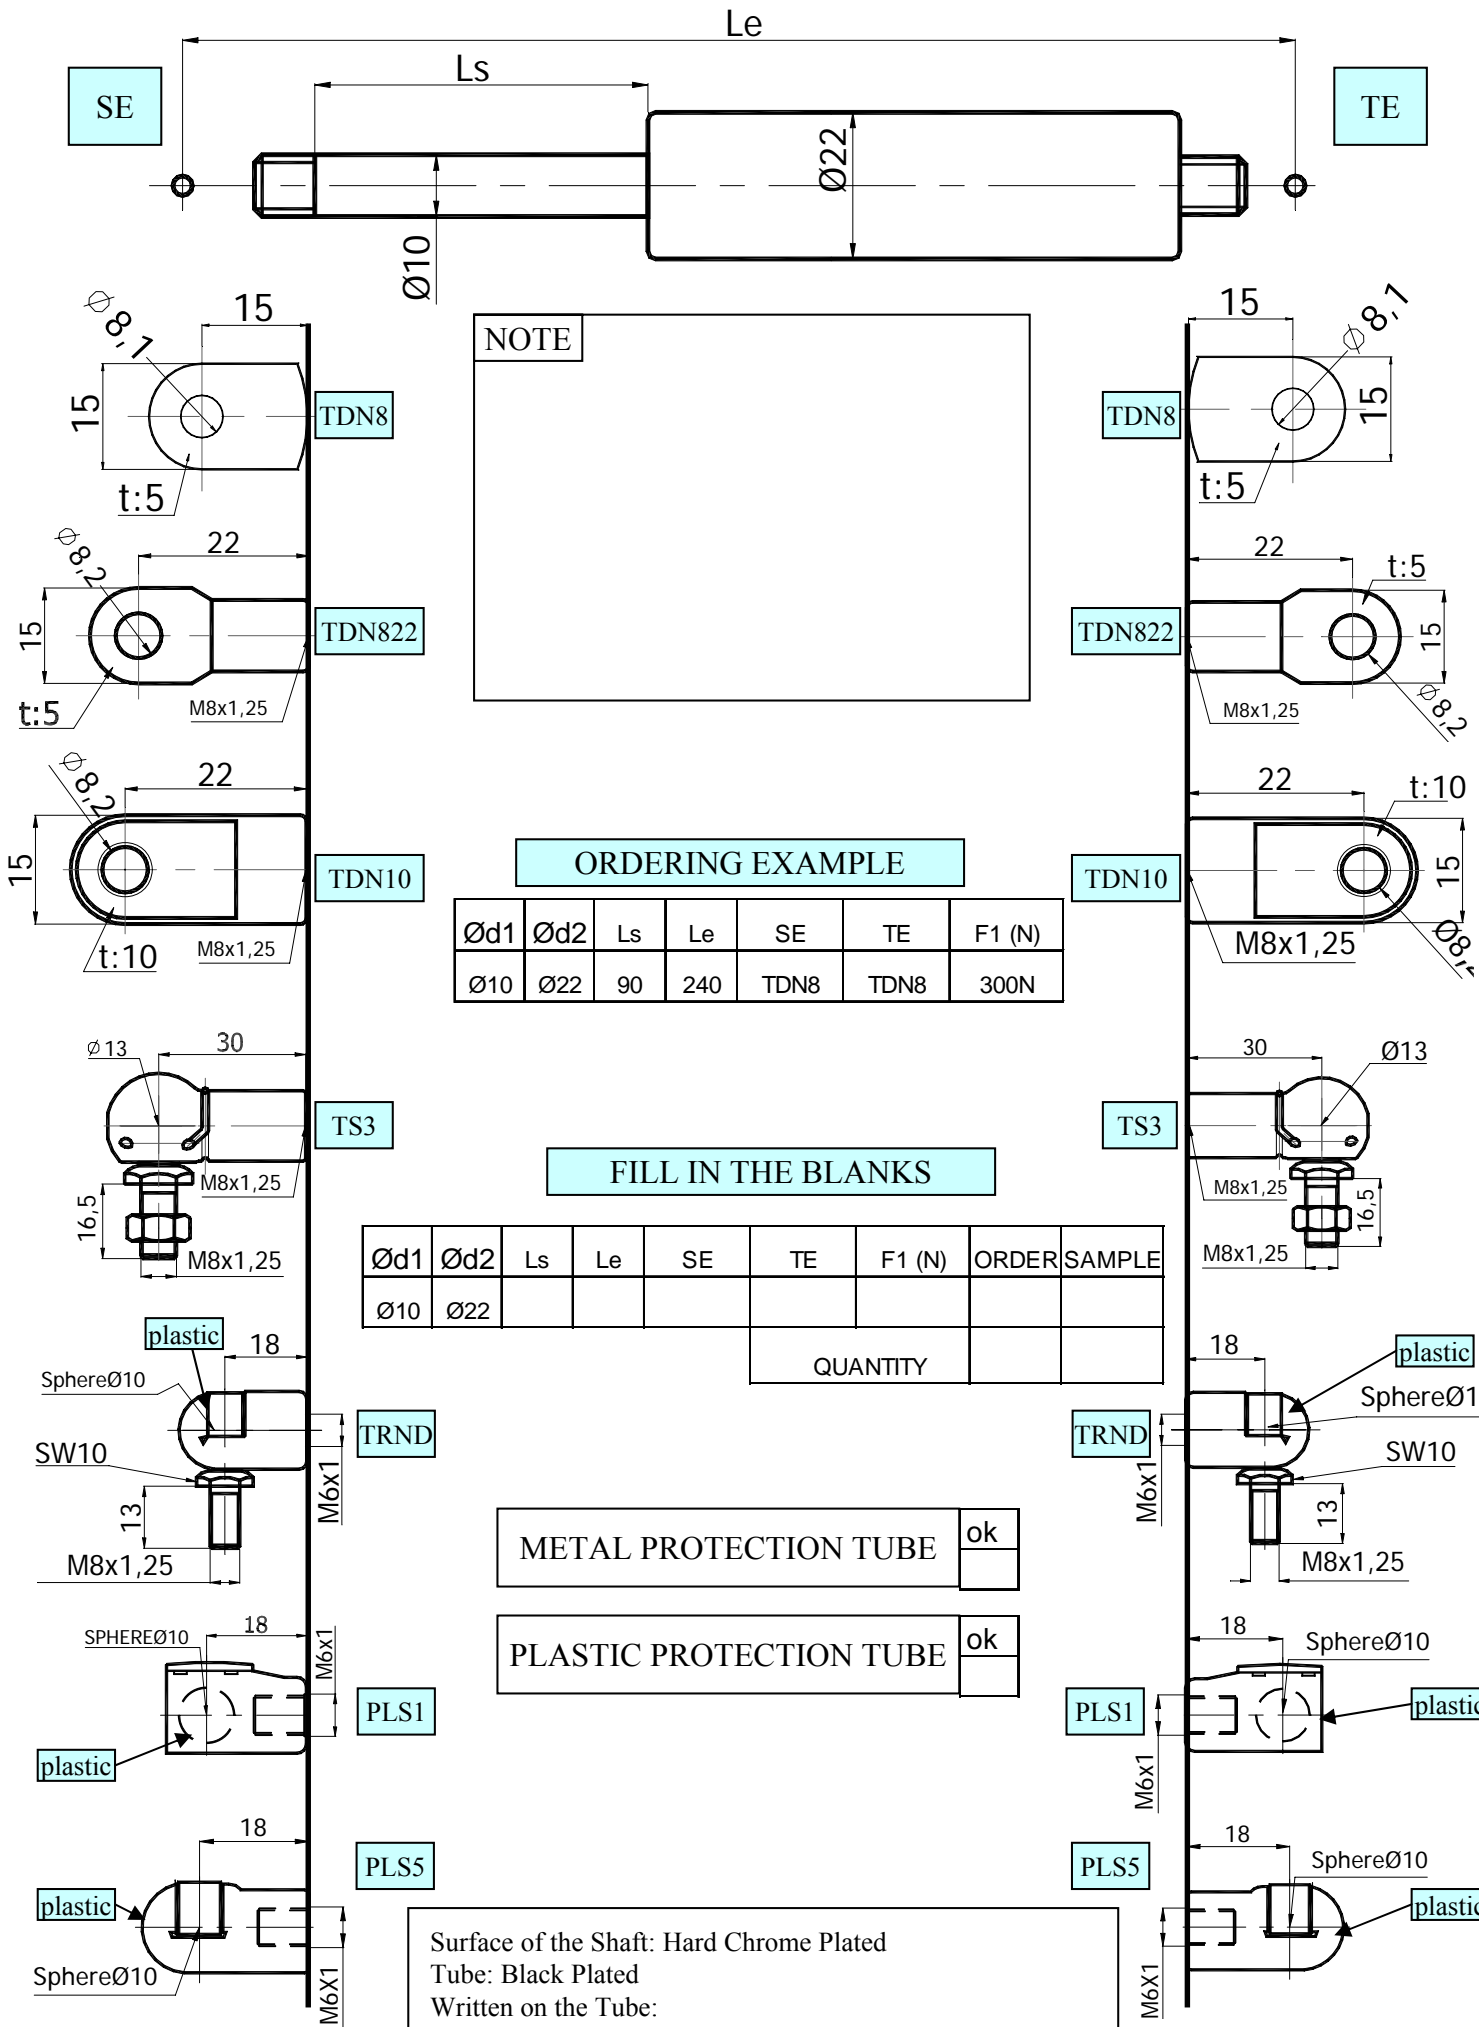 Le
Ls
SE
TE
Ø22
Ø10
Ø8,1
15
15
t:5
TDN8
NOTE
TDN8
15
Ø8,1
15
t:5
Ø8,2
22
15
t:5
M8x1,25
TDN822
TDN822
22
t:5
15
M8x1,25
Ø8,2
Ø8,2
22
15
t:10
M8x1,25
TDN10
ORDERING EXAMPLE
TDN10
22
t:10
15
M8x1,25
Ød1 Ød2 Ls Le SE TE F1 (N)
Ø10 Ø22 90 240 TDN8 TDN8 300N
Ø13
30
TS3
M8x1,25
16,5
M8x1,25
TS3
30
Ø13
M8x1,25
16,5
M8x1,25
FILL IN THE BLANKS
Ød1 Ød2 Ls Le SE TE F1 (N) ORDER SAMPLE
Ø10 Ø22
QUANTITY
plastic
18
SphereØ10
SW10
13
M8x1,25
M6x1
TRND
TRND
18
plastic
SW10
M6x1
13
M8x1,25
METAL PROTECTION TUBE ok
PLASTIC PROTECTION TUBE ok
SPHEREØ10
18
M6x1
PLS1
plastic
PLS1
18
SphereØ10
M6x1
18
PLS5
plastic
SphereØ10
M6X1
PLS5
18
SphereØ10
M6X1
Surface of the Shaft: Hard Chrome Plated
Tube: Black Plated
Written on the Tube: